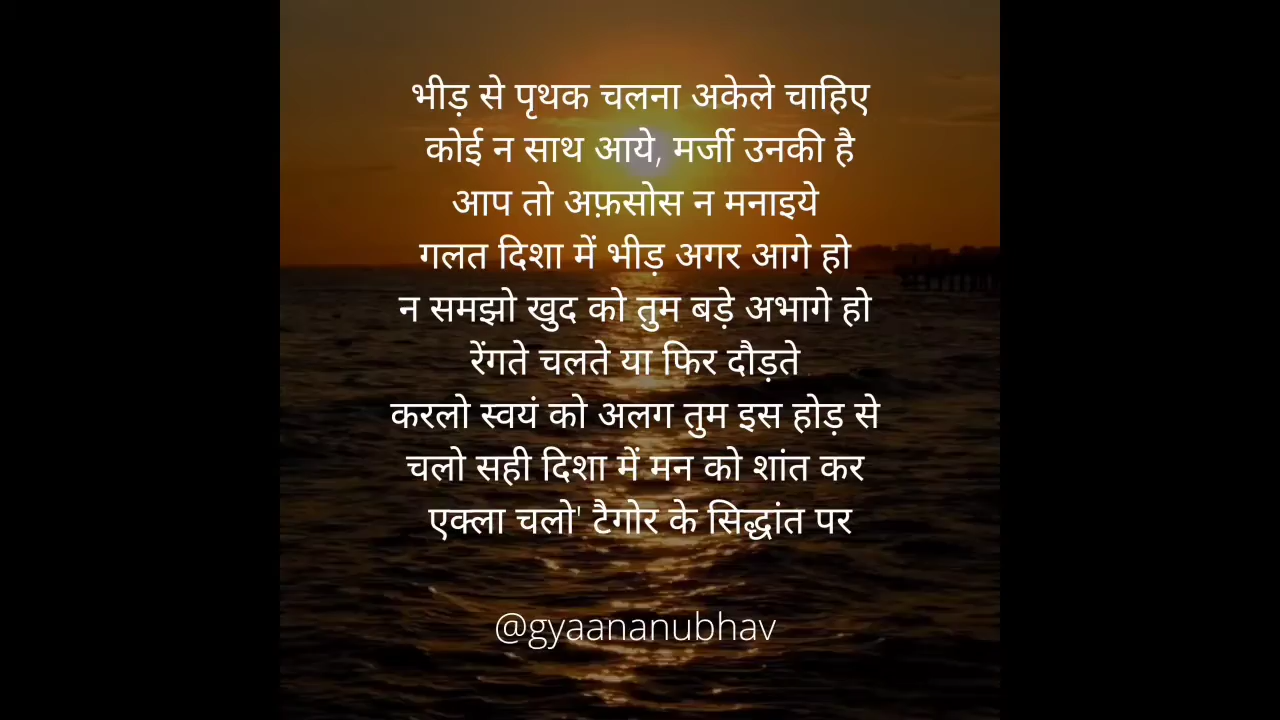 भीड़ से पृथक चलना अकेले चाहिए
कोई न साथ आये, मर्जी उनकी है
आप तो अफ़सोस न मनाइये
गलत दिशा में भीड़ अगर आगे हो
न समझो खुद को तुम बड़े अभागे हो
रेंगते चलते या फिर दौड़ते
करलो स्वयं को अलग तुम इस होड़ से
चलो सही दिशा में मन को शांत कर
एक्ला चलो' टैगोर के सिद्धांत पर
@gyaananubhav